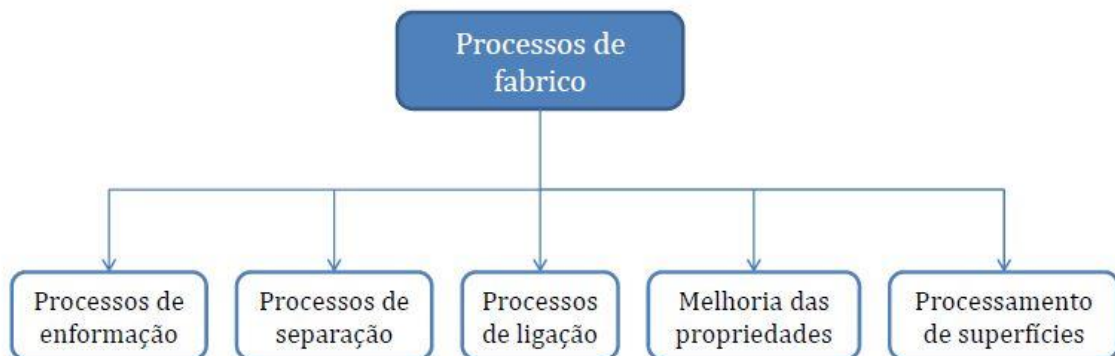 Processos de
fabrico
Processos de
enformação
Processos de
separação
Processos
de ligação
Melhoria das
propriedades
Processamento
de superfícies